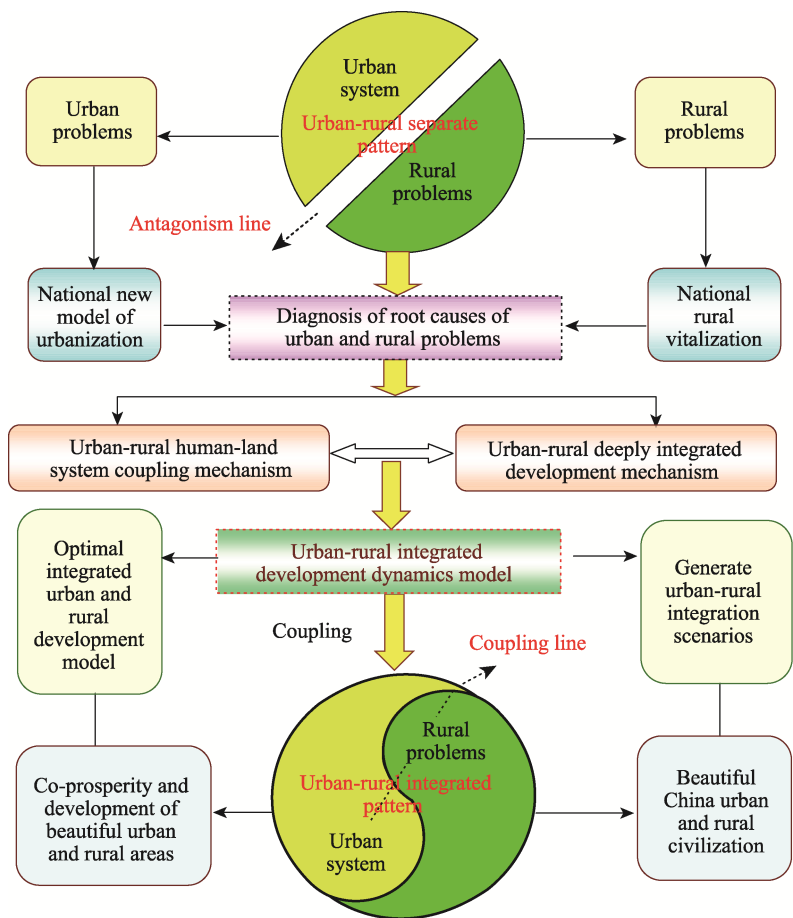 Urban
system
Urban
problems
Urban-rural separate
pattern
Rural
problems
Rural
problems
Antagonism line
National new
model of
urbanization
Diagnosis of root causes of
urban and rural problems
National
rural
vitalization
Urban-rural human-land
system coupling mechanism
Urban-rural deeply integrated
development mechanism
Optimal
integrated
urban and
rural
development
model
Urban-rural integrated
development dynamics model
Generate
urban-rural
integration
scenarios
Coupling
Coupling line
Rural
problems
Urban-rural integrated
pattern
Urban
system
Co-prosperity and
development of
beautiful urban
and rural areas
Beautiful
China urban
and rural
civilization